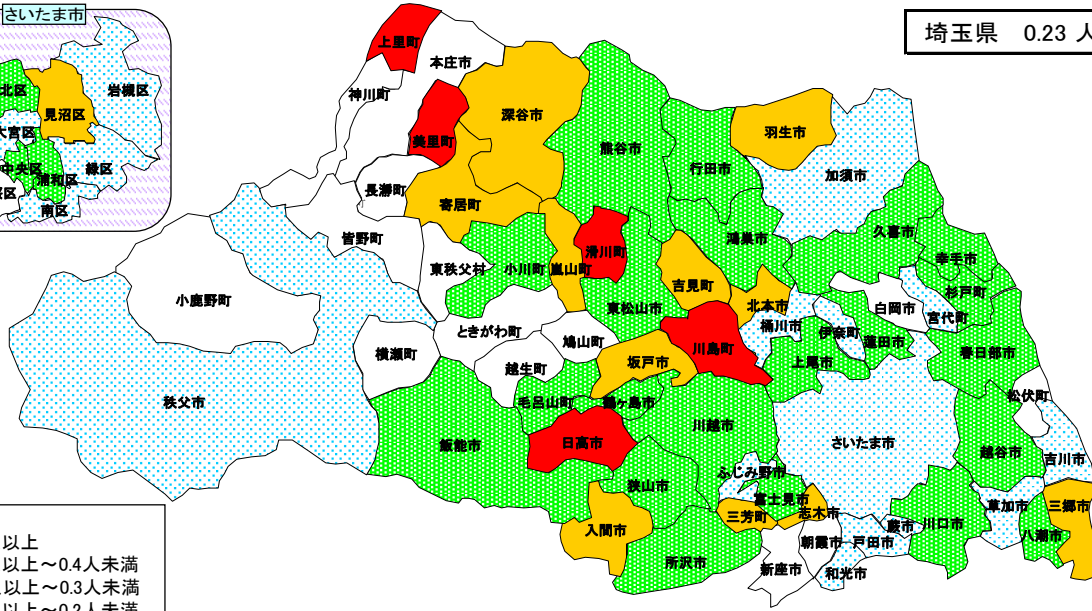 さいたま市
北区
見沼区
岩槻区
大宮区
中央区
浦和区
緑区
南区
埼玉県 0.23 人
上里町
本庄市
神川町
美里町
深谷市
熊谷市
行田市
羽生市
加須市
長瀞町
寄居町
皆野町
東秩父村
小川町
嵐山町
滑川町
東松山市
吉見町
鴻巣市
久喜市
幸手市
杉戸町
宮代町
白岡市
北本市
桶川市
伊奈町
蓮田市
春日部市
小鹿野町
ときがわ町
鳩山町
川島町
上尾市
横瀬町
越生町
坂戸市
秩父市
毛呂山町
鶴ヶ島市
川越市
松伏町
飯能市
日高市
さいたま市
越谷市
吉川市
ふじみ野市
狭山市
富士見市
三芳町
志木市
草加市
三郷市
入間市
蕨市
川口市
八潮市
朝霞市
戸田市
所沢市
新座市
和光市
以上
以上～0.4人未満
以上～0.3人未満
以上～0.2人未満